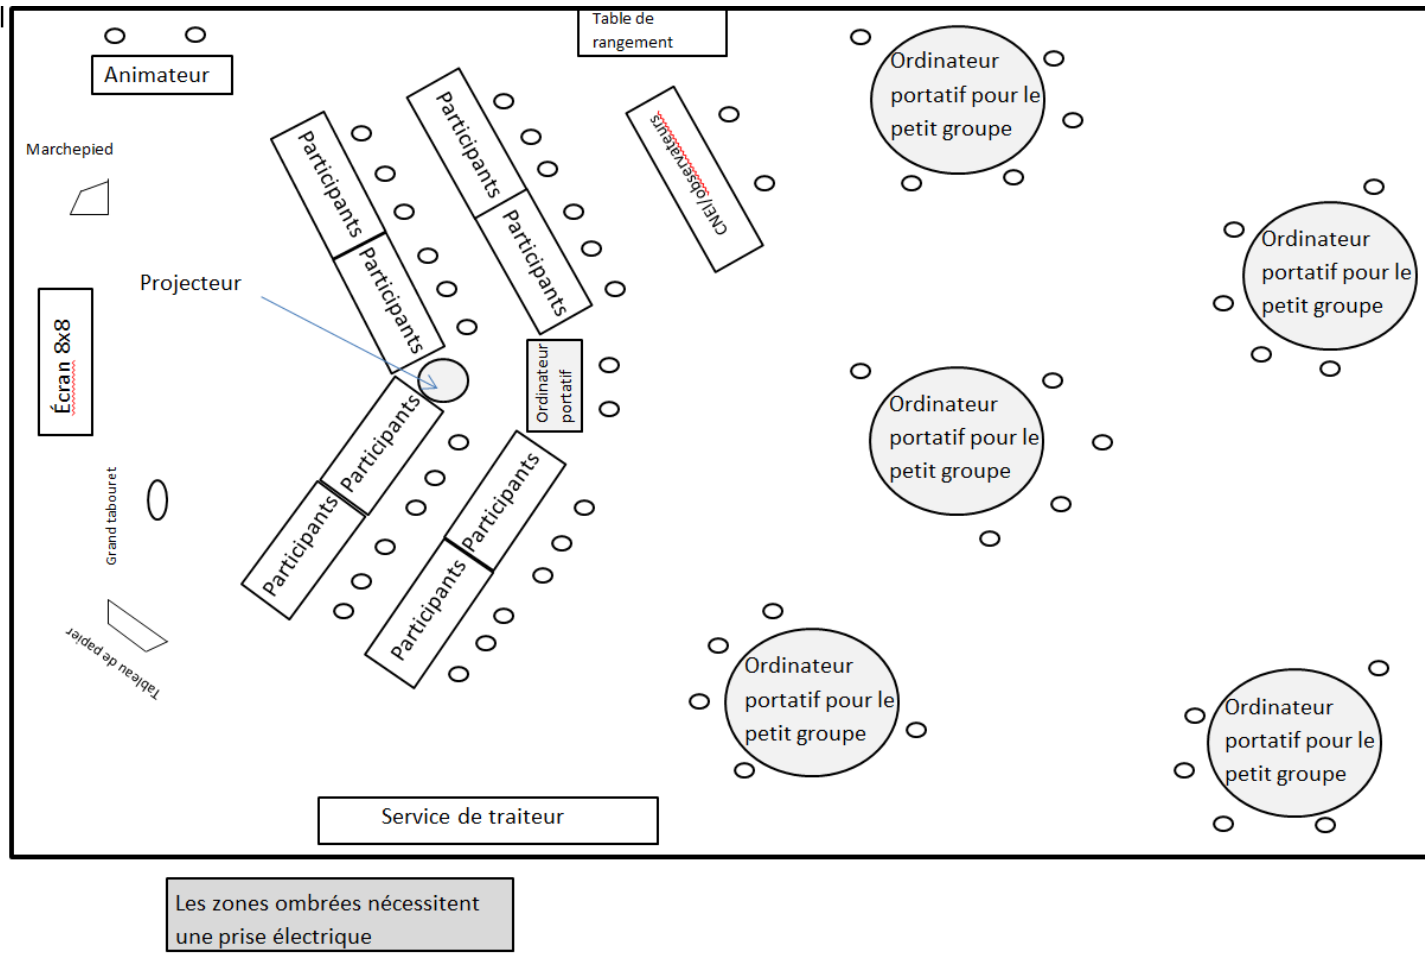 Table de
rangement
Animateur
Marchepied
Projecteur
Écran 8x8
Grand tabouret
Tableau de papier
Participants
Participants
Participants
Participants
Participants
Participants
Participants
Participants
Ordinateur
portatif
CNEI/observateurs
Ordinateur
portatif pour le
petit groupe
Ordinateur
portatif pour le
petit groupe
Ordinateur
portatif pour le
petit groupe
Ordinateur
portatif pour le
petit groupe
Ordinateur
portatif pour le
petit groupe
Service de traiteur
Les zones ombrées nécessitent
une prise électrique